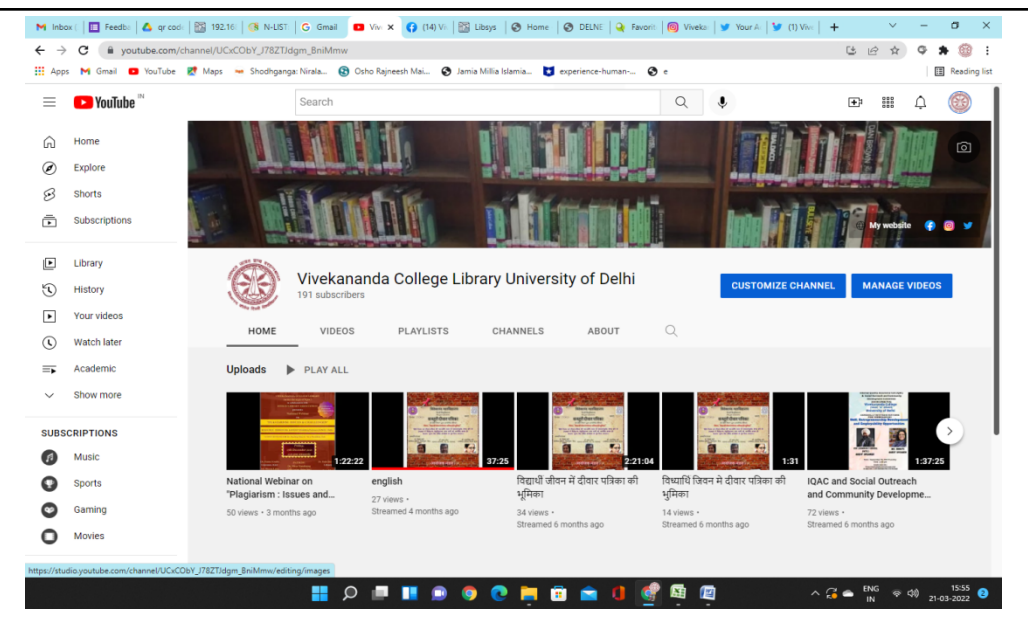 Inbox (
Feedba
qr code
192.16
N-LIST:
Gmail
Viv
(14) Vi
Libsys
Home
DELNE
Favorit
Viveka
Your A
(1) Viv
youtube.com/channel/UCxCObY_J78ZTJdgm_BniMmw
Apps
Gmail
YouTube
Maps
Shodhganga: Nirala...
Osho Rajneesh Mai...
Jamia Millia Islamia...
experience-human-...
e
Reading list
YouTube IN
Search
Home
Explore
Shorts
Subscriptions
Library
History
Your videos
Watch later
Academic
Show more
SUBSCRIPTIONS
Music
Sports
Gaming
Movies
My website
Vivekananda College Library University of Delhi
191 subscribers
CUSTOMIZE CHANNEL
MANAGE VIDEOS
HOME
VIDEOS
PLAYLISTS
CHANNELS
ABOUT
Uploads
PLAY ALL
1:22:22
National Webinar on
"Plagiarism : Issues and...
50 views • 3 months ago
37:25
english
27 views •
Streamed 4 months ago
2:21:04
विद्यार्थी जीवन में दीवार पत्रिका की
भूमिका
34 views •
Streamed 6 months ago
1:31
विध्यार्थि जिवन मे दीवार पत्रिका की
भुमिका
14 views •
Streamed 6 months ago
1:37:25
IQAC and Social Outreach
and Community Developme...
72 views •
Streamed 6 months ago
https://studio.youtube.com/channel/UCxCObY_J78ZTJdgm_BniMmw/editing/images
ENG
IN
15:55
21-03-2022
2